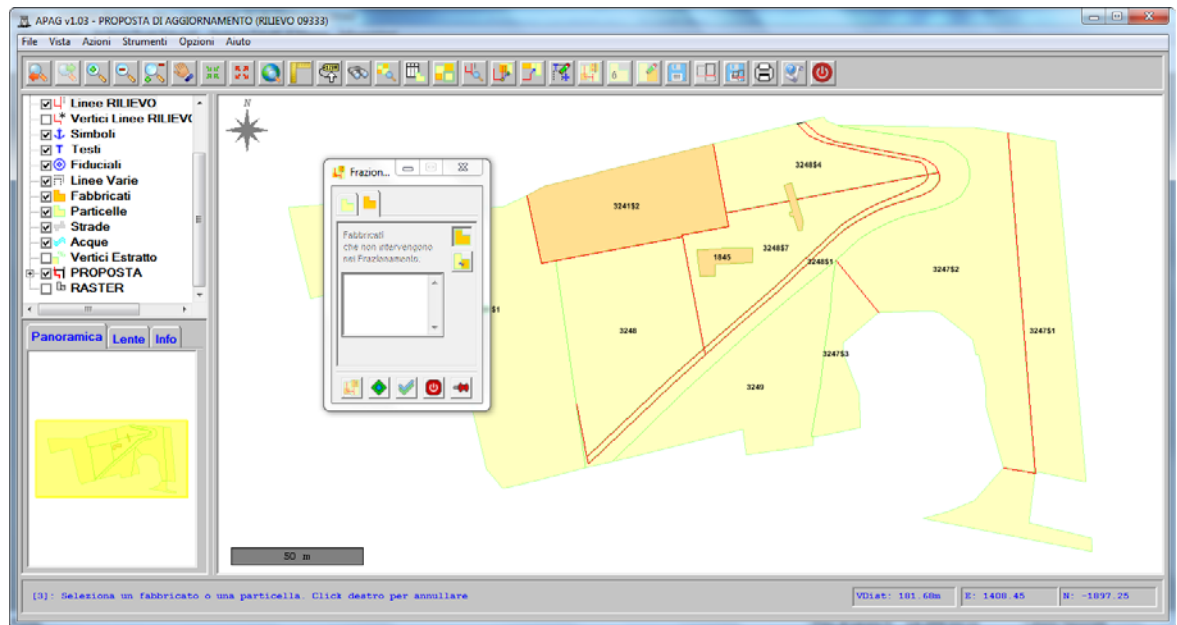 APAG v1.03 - PROPOSTA DI AGGIORNAMENTO (RILIEVO 09333)
File Vista Azioni Strumenti Opzioni Aiuto
Linee RILIEVO
Vertici Linee RILIEV(
Simboli
T Testi
Fiduciali
Linee Varie
Fabbricati
Particelle
Strade
Acque
Vertici Estratto
PROPOSTA
RASTER
Panoramica Lente Info
N
Frazion...
Fabbricati
che non intervengono
nel Frazionamento.
3248$4
3241$2
1845
3248$7
3248$1
3247$2
$1
3248
3247$1
3247$3
3249
50 m
[3]: Seleziona un fabbricato o una particella. Click destro per annullare
VDist: 181.68m
E: 1408.45
N: -1897.25